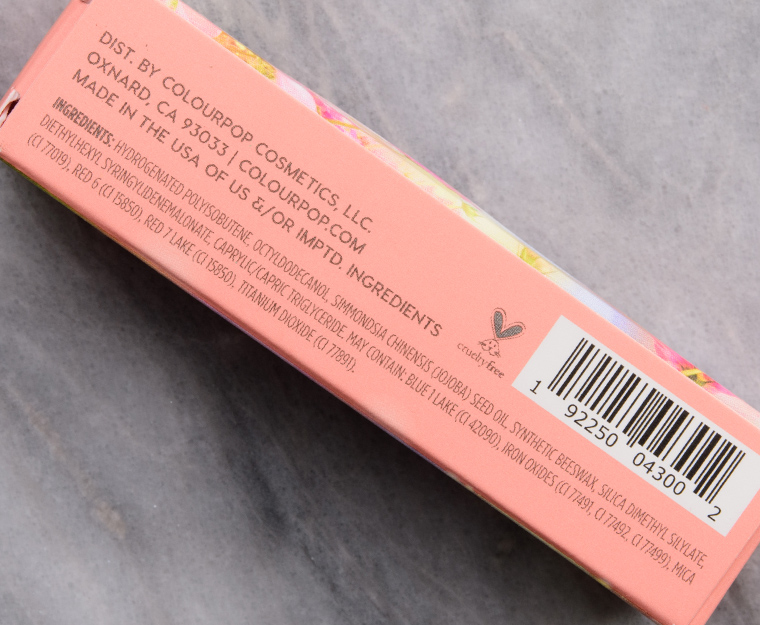 DIST. BY COLOURPOP COSMETICS, LLC.
OXNARD, CA 93033 | COLOURPOP.COM
MADE IN THE USA OF US &/OR IMPTD. INGREDIENTS
INGREDIENTS: HYDROGENATED POLYISOBUTENE, OCTYLDODECANOL, SIMMONDSIA CHINENSIS (JOJOBA) SEED OIL, SYNTHETIC BEESWAX, SILICA DIMETHYL SILYLATE,
DIETHYLHEXYL SYRINGYLIDENEMALONATE, CAPRYLIC/CAPRIC TRIGLYCERIDE. MAY CONTAIN: BLUE 1 LAKE (CI 42090), IRON OXIDES (CI 77491, CI 77492, CI 77499), MICA
(CI 77019), RED 6 (CI 15850), RED 7 LAKE (CI 15850), TITANIUM DIOXIDE (CI 77891).
cruelty free
1 92250 04300 2